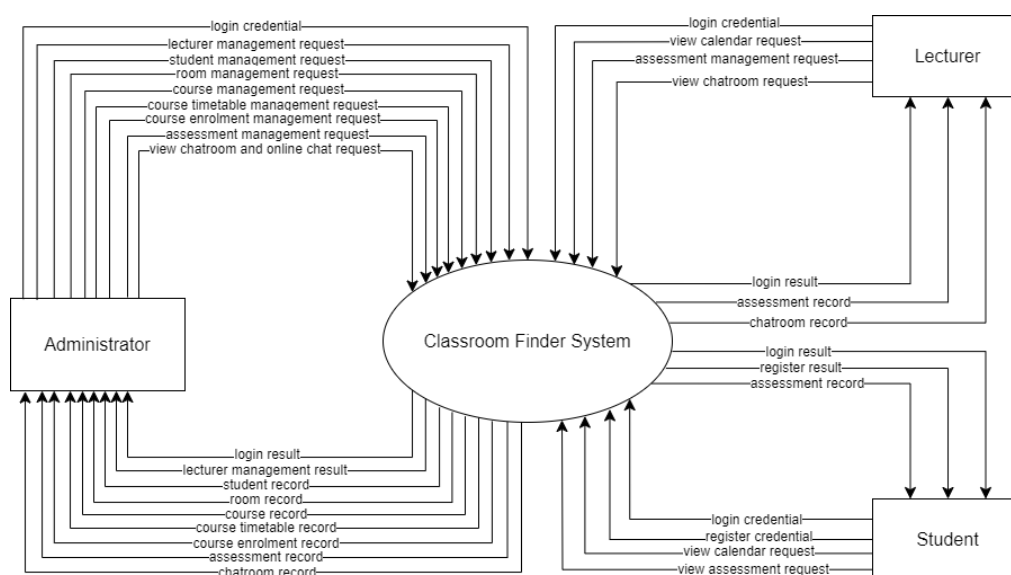 login credential
lecturer management request
student management request
room management request
course management request
course timetable management request
course enrolment management request
assessment management request
view chatroom and online chat request
login credential
view calendar request
assessment management request
view chatroom request
Lecturer
login result
assessment record
chatroom record
Administrator
Classroom Finder System
login result
register result
assessment record
login result
lecturer management result
student record
room record
course record
course timetable record
course enrolment record
assessment record
chatroom record
login credential
register credential
view calendar request
view assessment request
Student